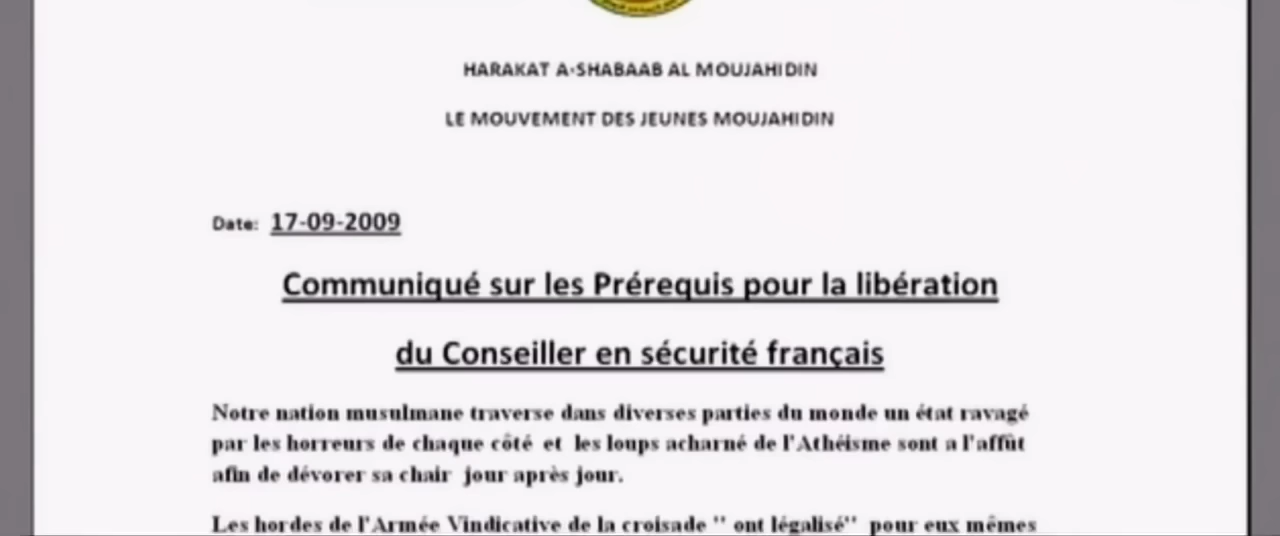 HARAKAT A-SHABAAB AL MOUJAHIDIN
LE MOUVEMENT DES JEUNES MOUJAHIDIN
Date: 17-09-2009
Communiqué sur les Prérequis pour la libération
du Conseiller en sécurité français
Notre nation musulmane traverse dans diverses parties du monde un état ravagé
par les horreurs de chaque côté et les loups acharné de l'Athéisme sont a l'affût
afin de dévorer sa chair jour après jour.
Les hordes de l'Armée Vindicative de la croisade '' ont légalisé'' pour eux mêmes